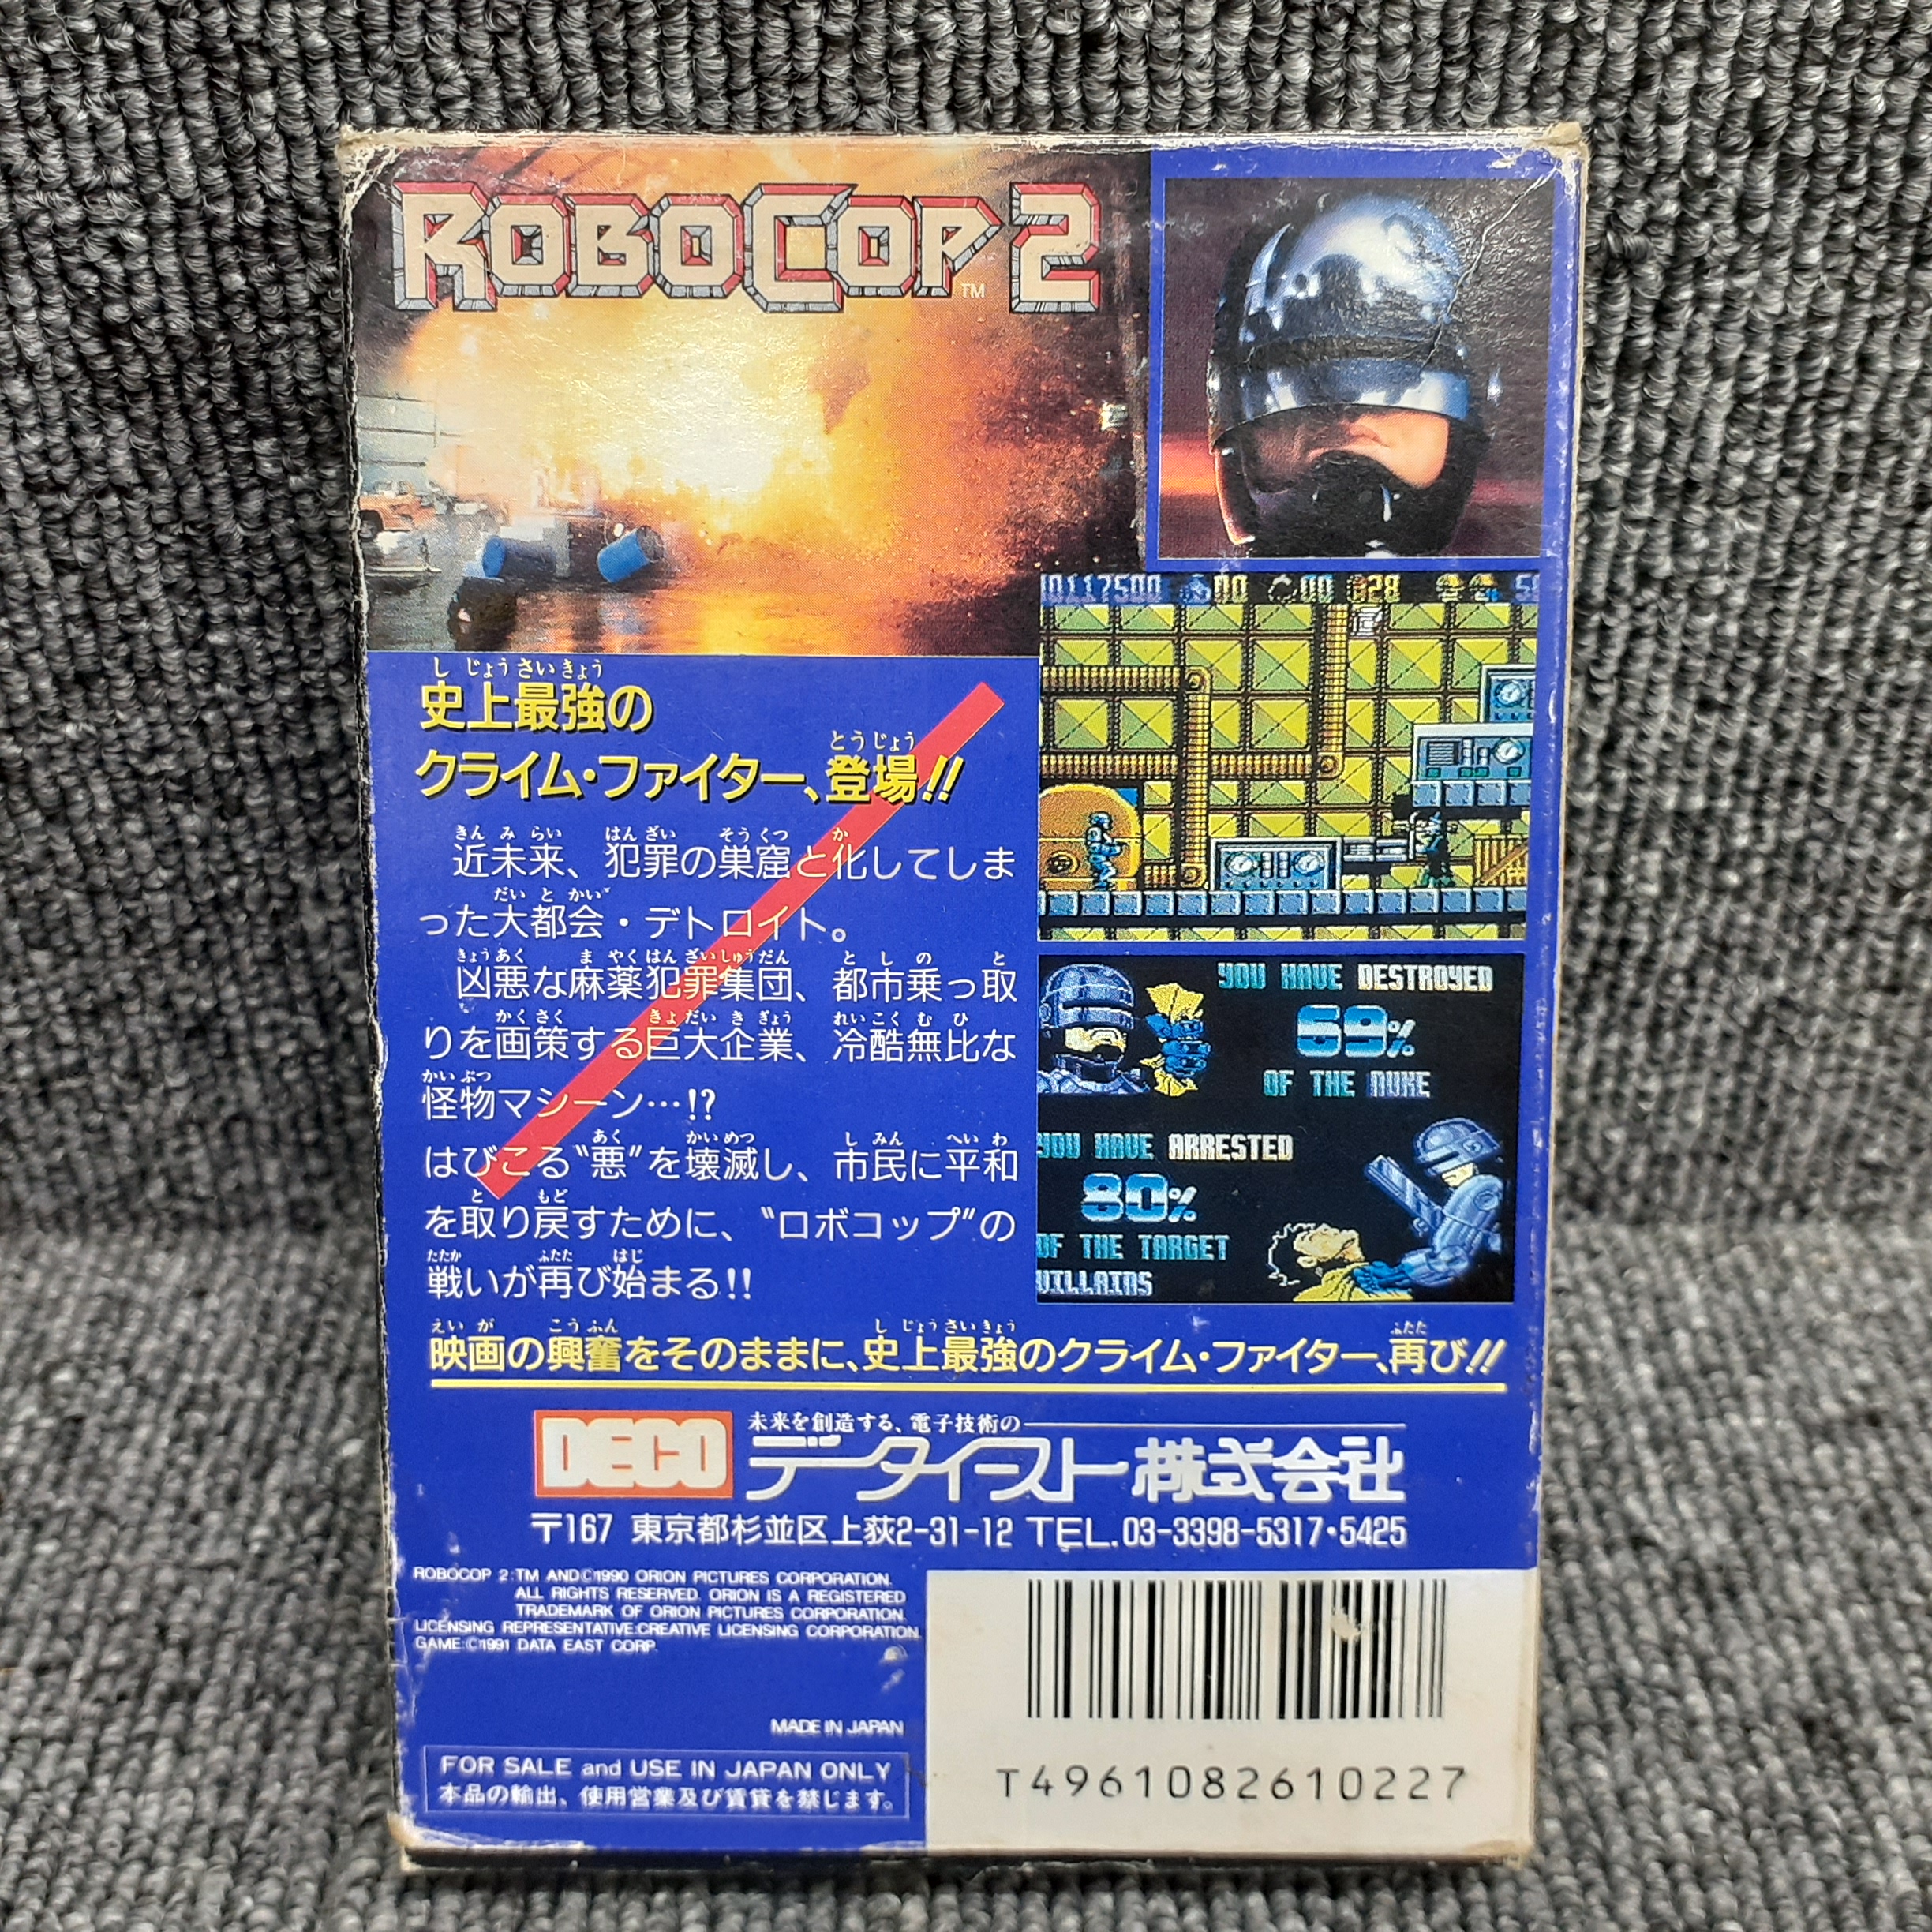 ROBOCOP 2
TM
史上最強の
クライム・ファイター、登場!!
近未来、犯罪の巣窟と化してしま
った大都会・デトロイト。
凶悪な麻薬犯罪集団、都市乗っ取
りを画策する巨大企業、冷酷無比な
怪物マシーン…!?
はびこる“悪”を壊滅し、市民に平和
を取り戻すために、“ロボコップ”の
戦いが再び始まる!!
0117500 00 00 828
YOU HAVE DESTROYED
69%
OF THE NUKE
YOU HAVE ARRESTED
80%
OF THE TARGET
VILLAINS
映画の興奮をそのままに、史上最強のクライム・ファイター、再び!!
DECO
未来を創造する、電子技術の
データイースト株式会社
〒167 東京都杉並区上荻2-31-12 TEL.03-3398-5317・5425
ROBOCOP 2:TM AND©1990 ORION PICTURES CORPORATION.
ALL RIGHTS RESERVED. ORION IS A REGISTERED
TRADEMARK OF ORION PICTURES CORPORATION.
LICENSING REPRESENTATIVE:CREATIVE LICENSING CORPORATION.
GAME:©1991 DATA EAST CORP.
MADE IN JAPAN
FOR SALE and USE IN JAPAN ONLY
本品の輸出、使用営業及び賃貸を禁じます。
T4961082610227